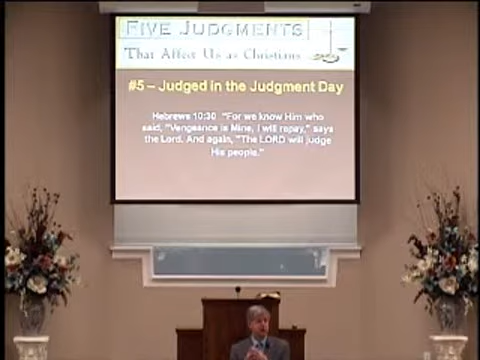 FIVE JUDGMENTS
That Affect Us as Christians
#5 – Judged in the Judgment Day
Hebrews 10:30 "For we know Him who
said, "Vengeance is Mine, I will repay," says
the Lord. And again, "The LORD will judge
His people."